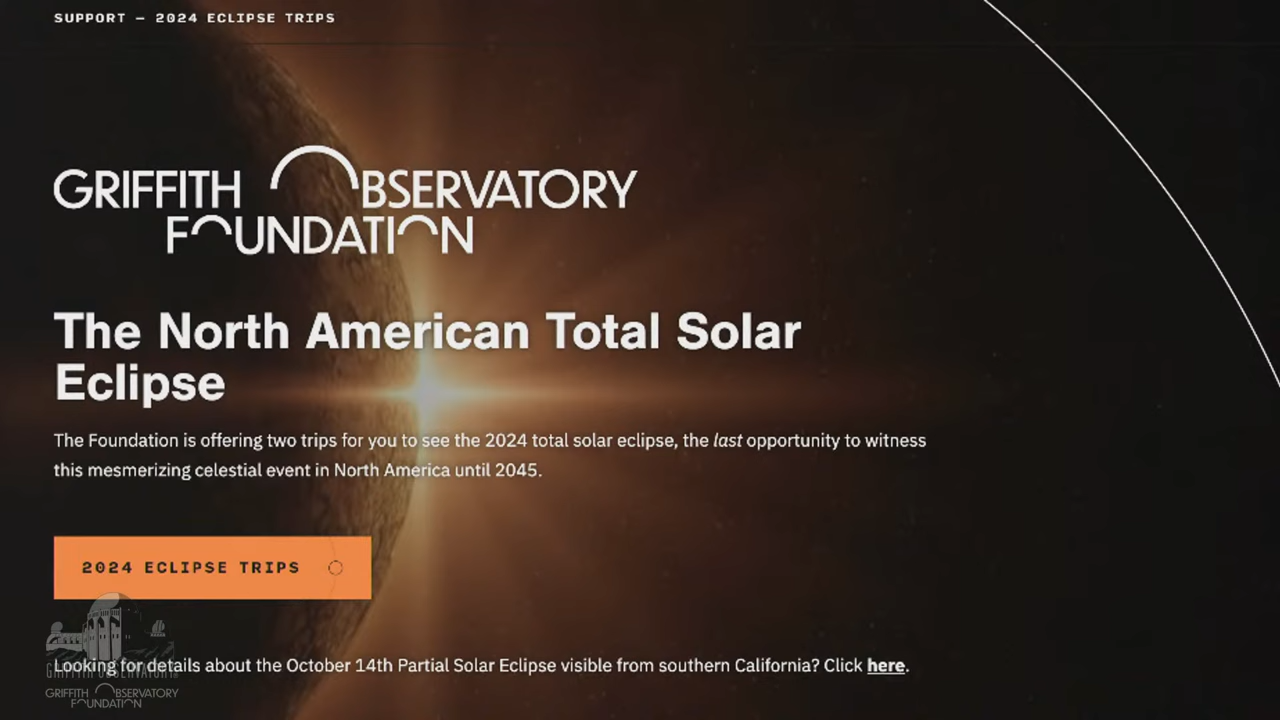 SUPPORT — 2024 ECLIPSE TRIPS
GRIFFITH OBSERVATORY
FOUNDATION
The North American Total Solar
Eclipse
The Foundation is offering two trips for you to see the 2024 total solar eclipse, the last opportunity to witness
this mesmerizing celestial event in North America until 2045.
2024 ECLIPSE TRIPS
Looking for details about the October 14th Partial Solar Eclipse visible from southern California? Click here.
GRIFFITH OBSERVATORY
GRIFFITH OBSERVATORY
FOUNDATION